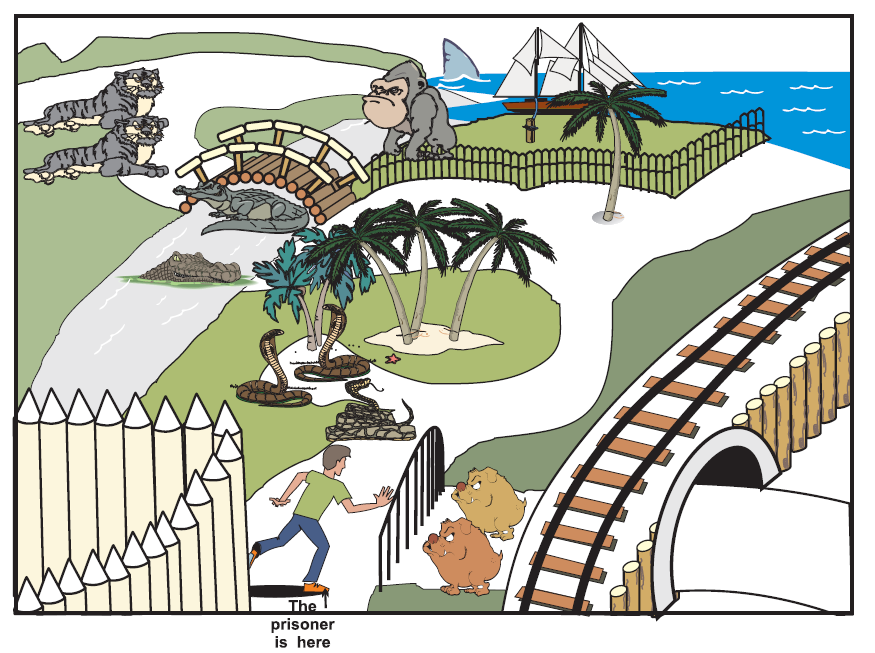 The
prisoner
is here